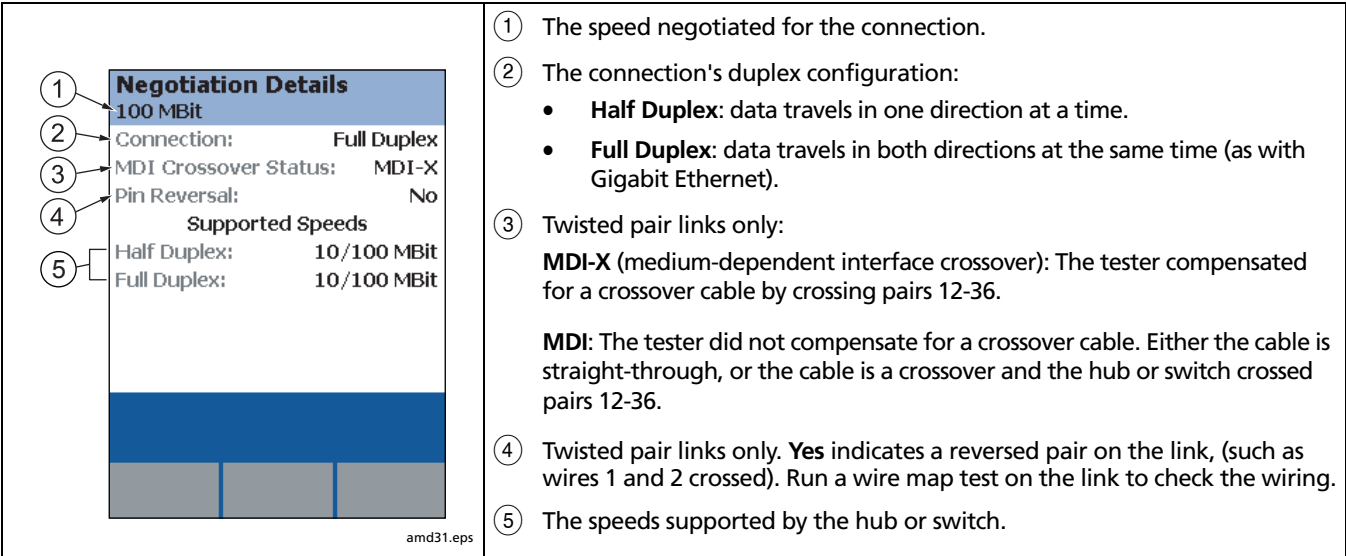 1
2
3
4
5
Negotiation Details
100 MBit
Connection: Full Duplex
MDI Crossover Status: MDI-X
Pin Reversal: No
Supported Speeds
Half Duplex: 10/100 MBit
Full Duplex: 10/100 MBit
amd31.eps
1 The speed negotiated for the connection.
2 The connection's duplex configuration:
• Half Duplex: data travels in one direction at a time.
• Full Duplex: data travels in both directions at the same time (as with
Gigabit Ethernet).
3 Twisted pair links only:
MDI-X (medium-dependent interface crossover): The tester compensated
for a crossover cable by crossing pairs 12-36.
MDI: The tester did not compensate for a crossover cable. Either the cable is
straight-through, or the cable is a crossover and the hub or switch crossed
pairs 12-36.
4 Twisted pair links only. Yes indicates a reversed pair on the link, (such as
wires 1 and 2 crossed). Run a wire map test on the link to check the wiring.
5 The speeds supported by the hub or switch.